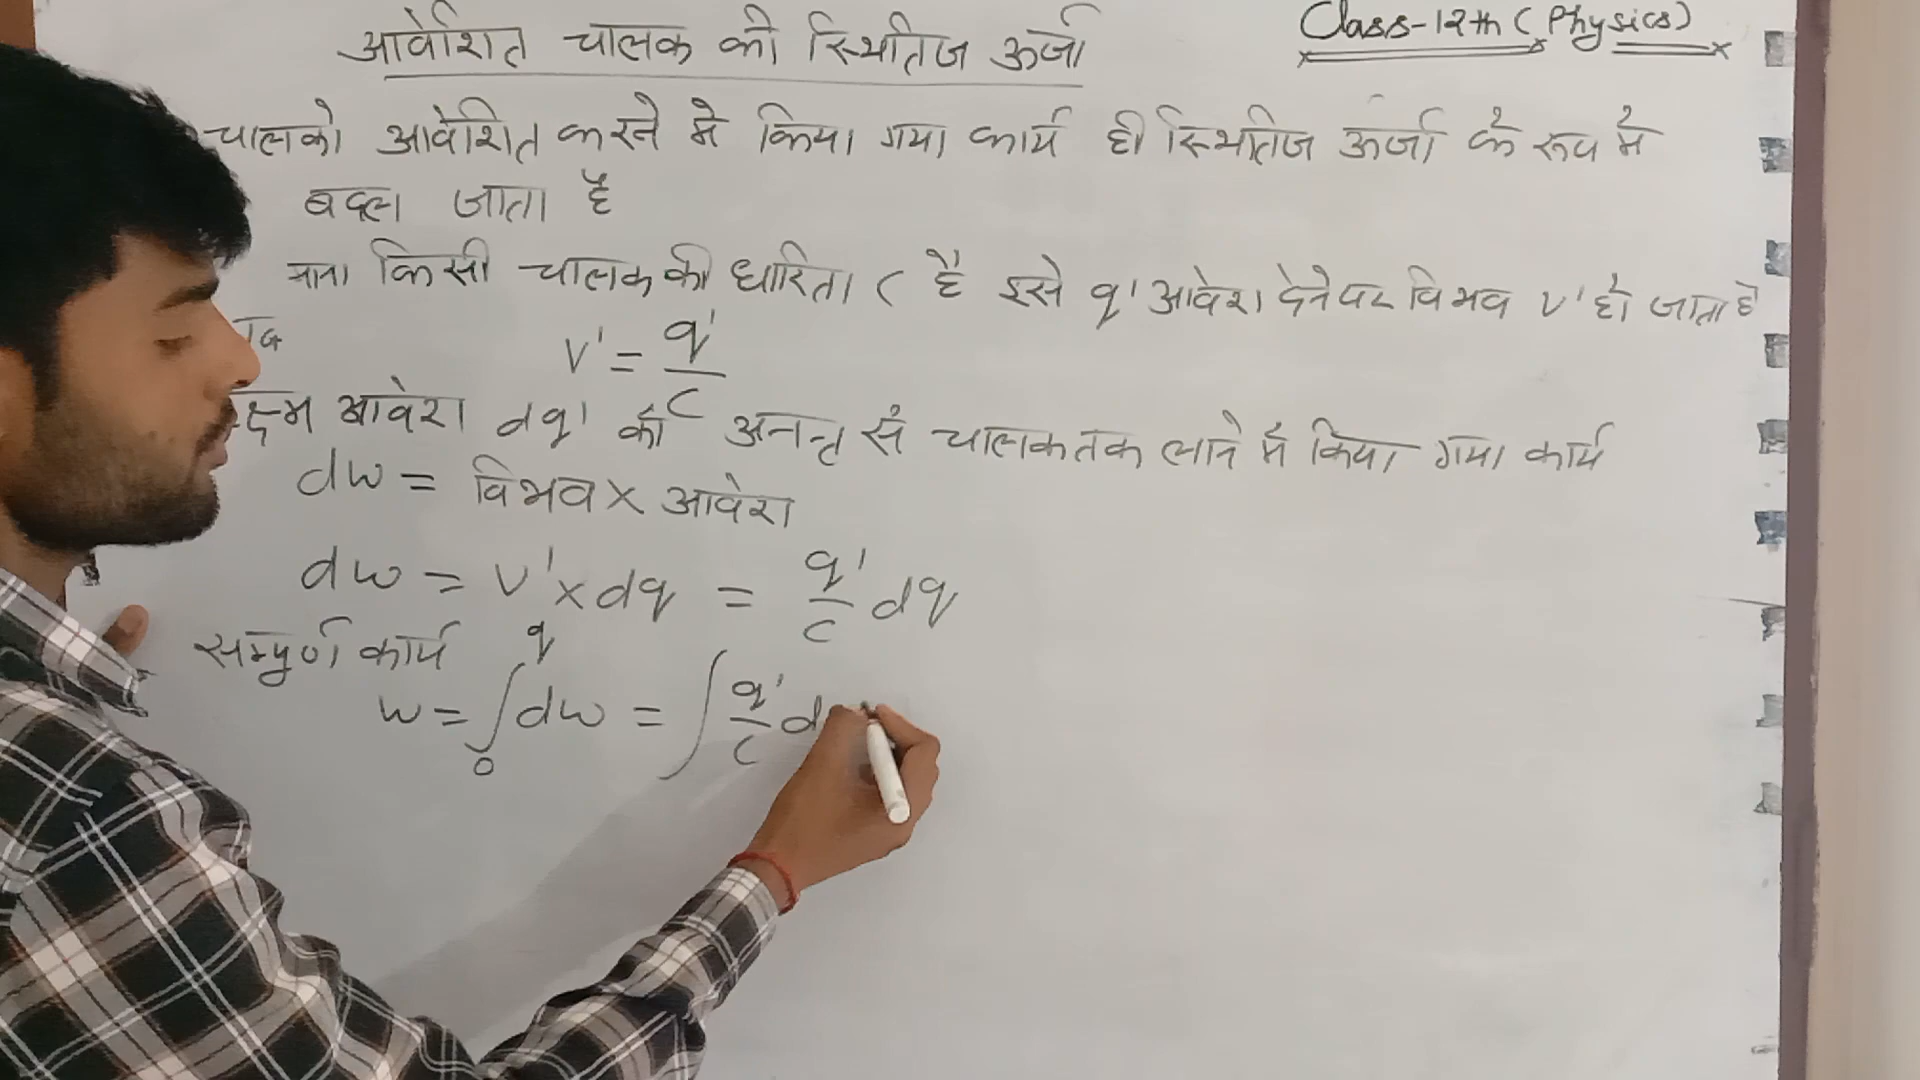 आवेशित चालक की स्थितिज ऊर्जा
Class-12th (Physics)
चालको आवेशित करने मे किया गया कार्य ही स्थितिज ऊर्जा के रूप मे
बदल जाता है
माना किसी चालक की धारिता C है इसे q' आवेश देने पर विभव v' हो जाता है
v' = q'/C
आवेश dq' को अनन्त से चालक तक लाने में किया गया कार्य
dw = विभव × आवेश
dw = v' × dq = q'/C dq
सम्पुर्ण कार्य
w = ∫₀^q dw = ∫ q'/C d